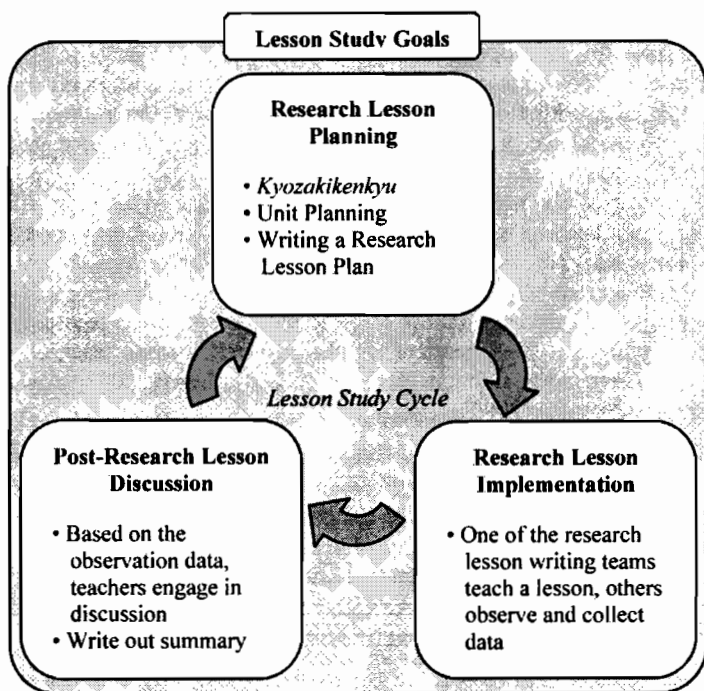 Lesson Study Goals
Research Lesson
Planning
• Kyozakikenkyu
• Unit Planning
• Writing a Research
Lesson Plan
Lesson Study Cycle
Post-Research Lesson
Discussion
• Based on the
observation data,
teachers engage in
discussion
• Write out summary
Research Lesson
Implementation
• One of the research
lesson writing teams
teach a lesson, others
observe and collect
data